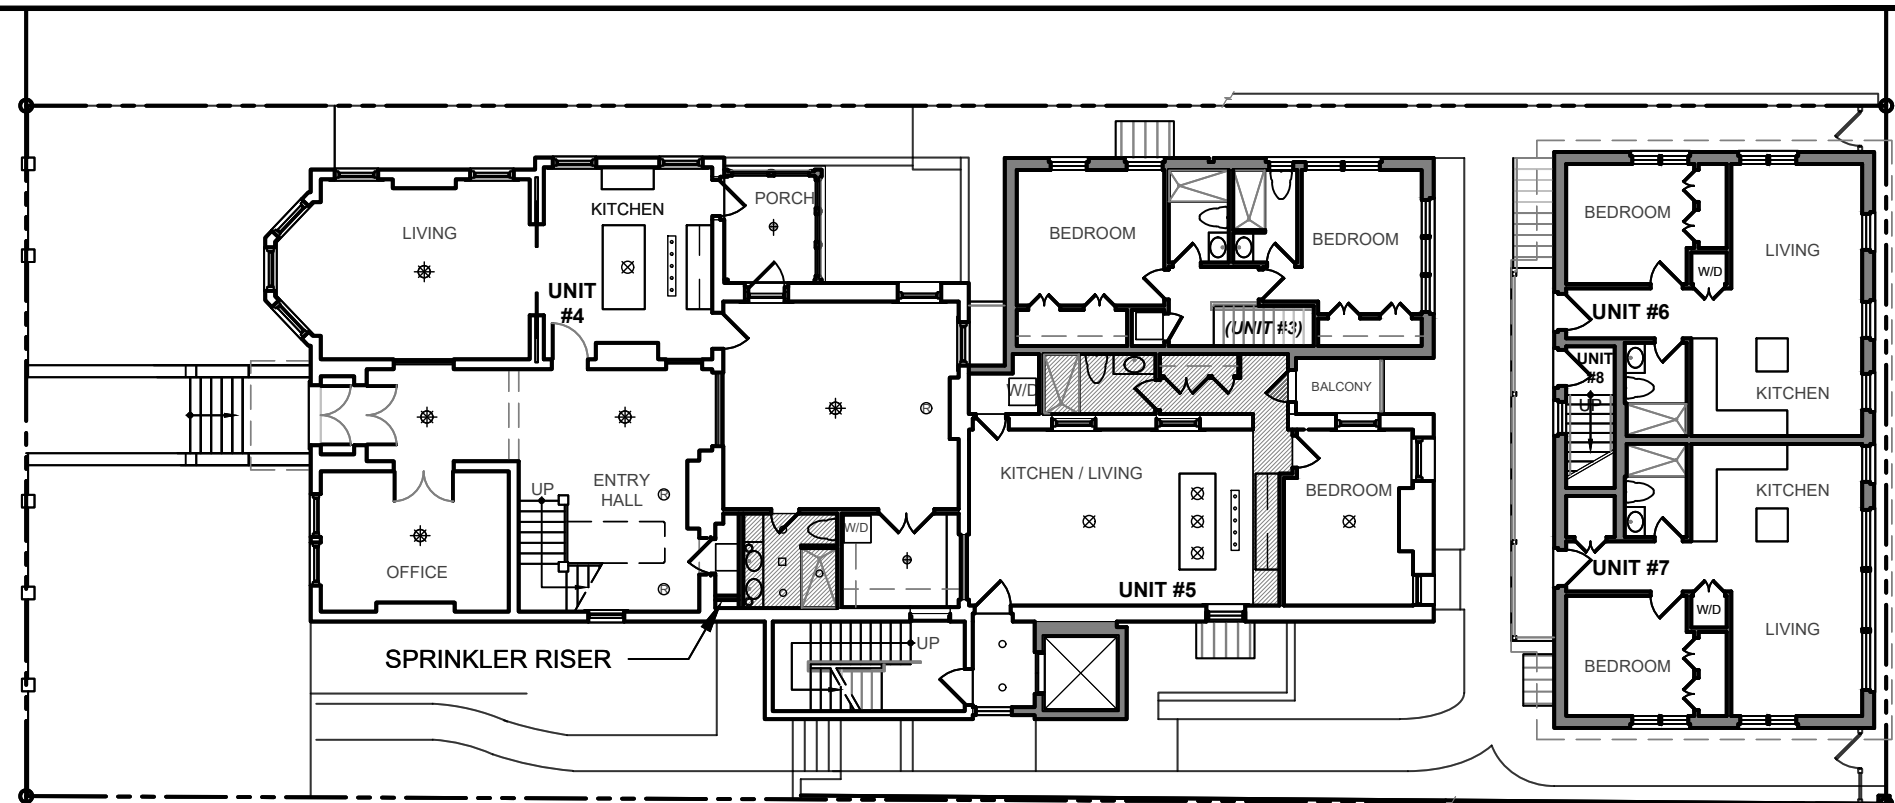 LIVING
KITCHEN
PORCH
UNIT
#4
UP
ENTRY
HALL
R
R
R
OFFICE
W/D
SPRINKLER RISER
UP
BEDROOM
BEDROOM
(UNIT #3)
W/D
BALCONY
KITCHEN / LIVING
BEDROOM
UNIT #5
BEDROOM
LIVING
W/D
UNIT #6
UNIT
#8
UP
KITCHEN
KITCHEN
UNIT #7
W/D
LIVING
BEDROOM